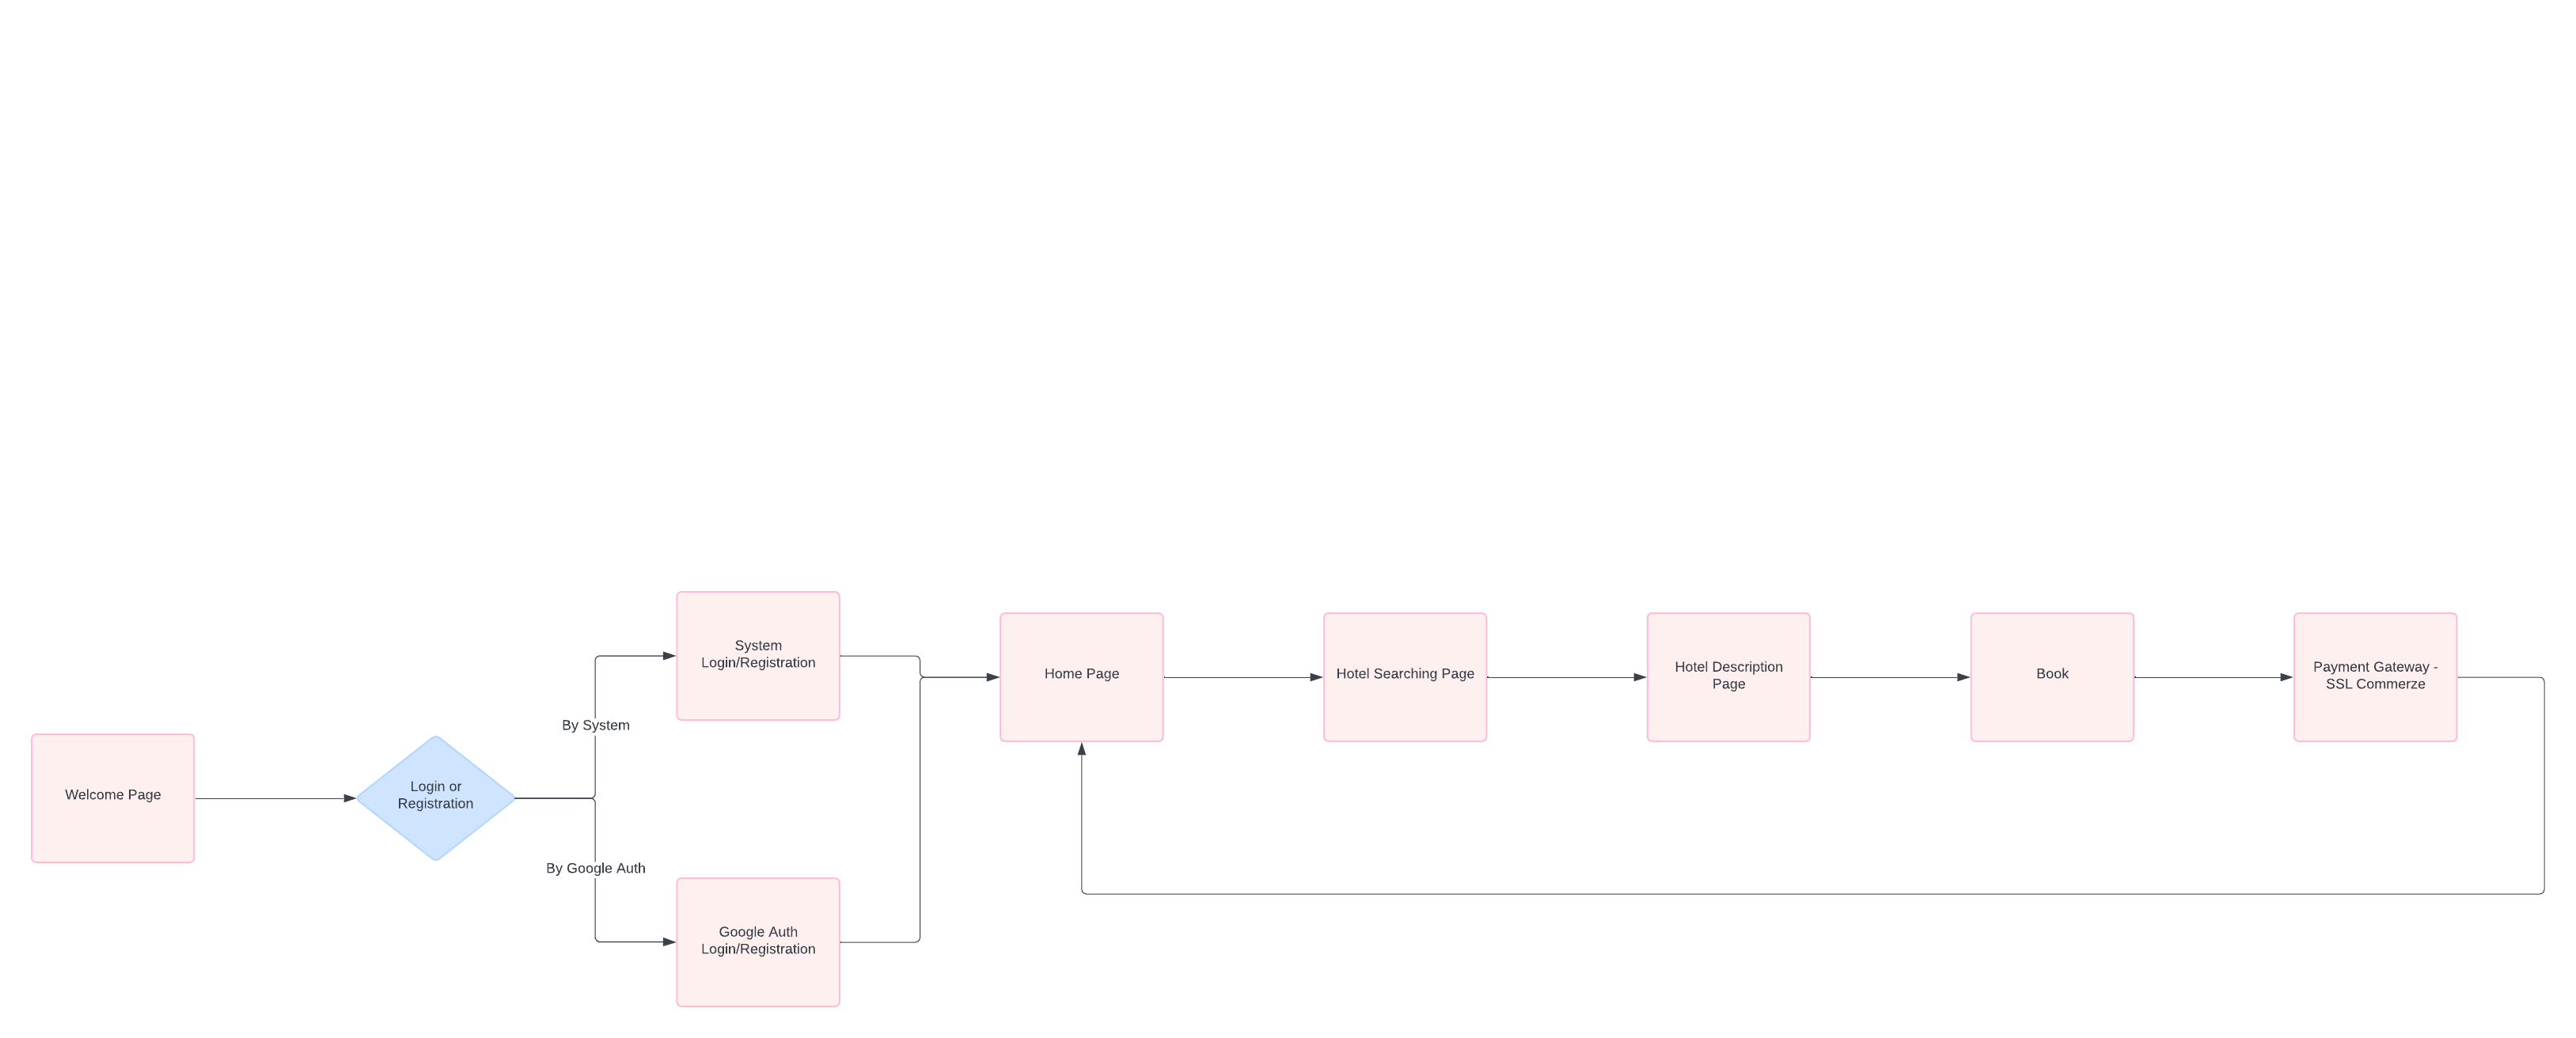 Welcome Page
Login or
Registration
By System
By Google Auth
System
Login/Registration
Google Auth
Login/Registration
Home Page
Hotel Searching Page
Hotel Description
Page
Book
Payment Gateway -
SSL Commerze